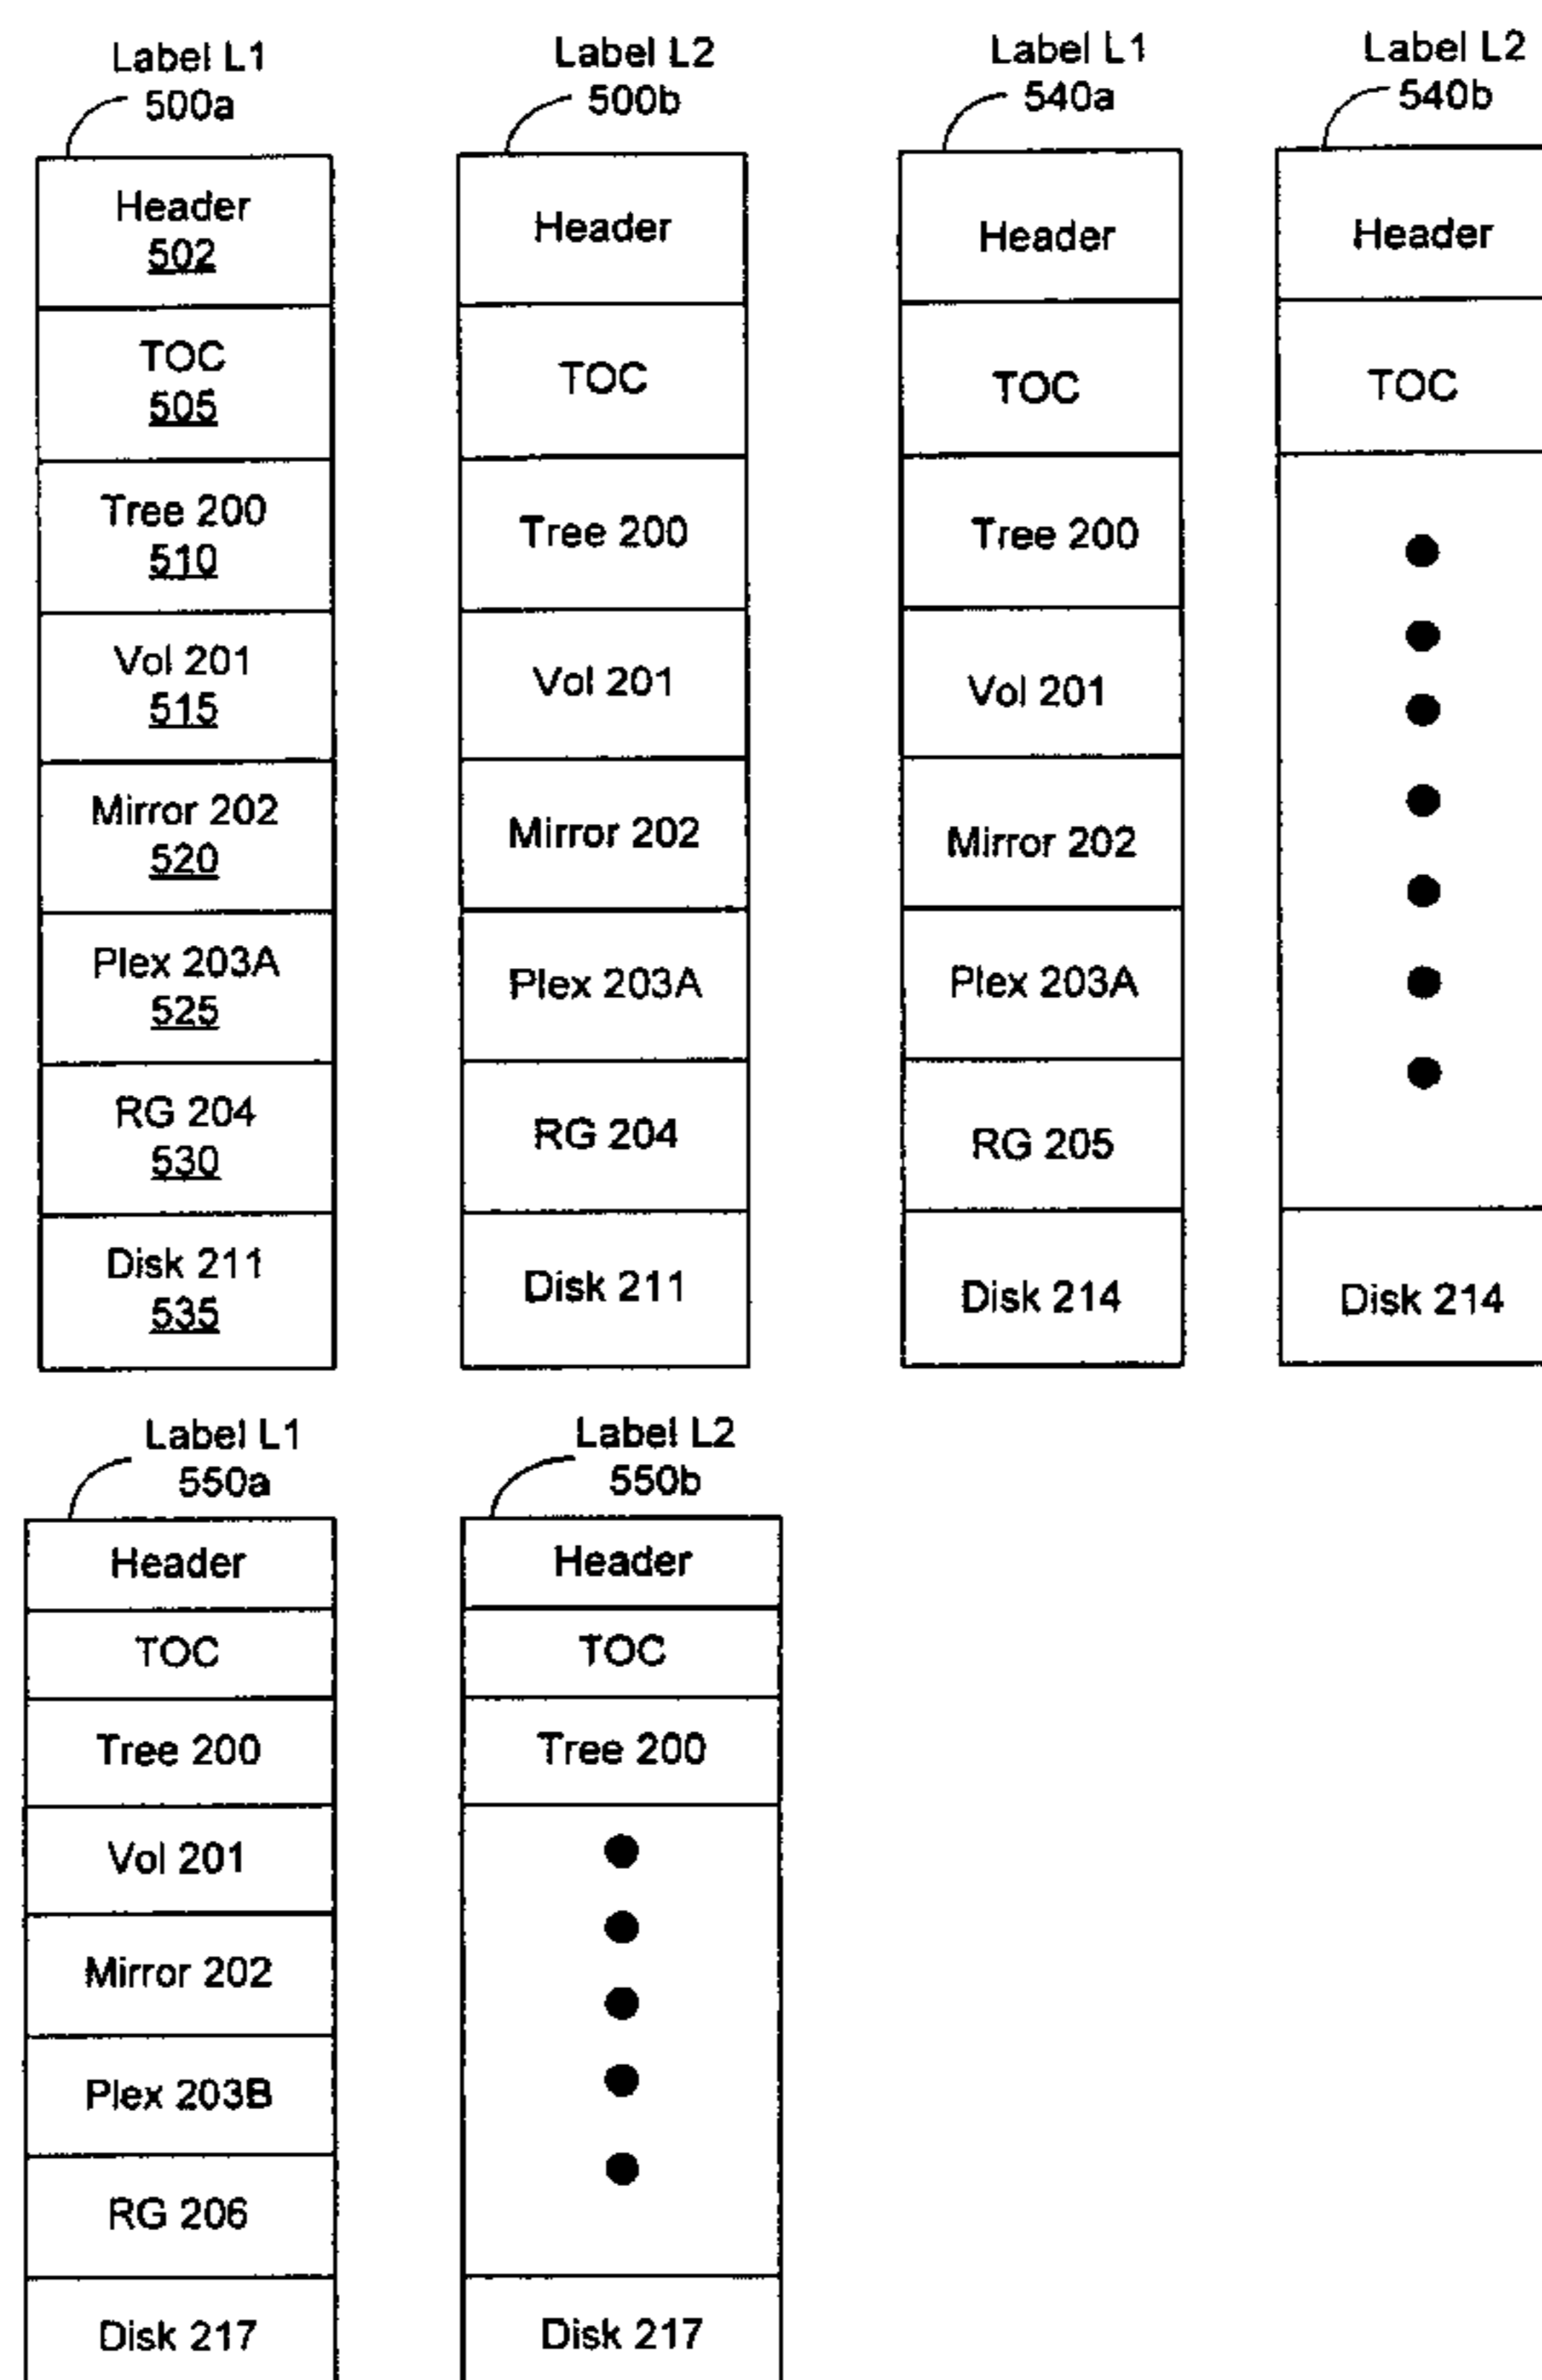 Label L1
500a
Header
502
TOC
505
Tree 200
510
Vol 201
515
Mirror 202
520
Plex 203A
525
RG 204
530
Disk 211
535
Label L2
500b
Header
TOC
Tree 200
Vol 201
Mirror 202
Plex 203A
RG 204
Disk 211
Label L1
540a
Header
TOC
Tree 200
Vol 201
Mirror 202
Plex 203A
RG 205
Disk 214
Label L2
540b
Header
TOC
Disk 214
Label L1
550a
Header
TOC
Tree 200
Vol 201
Mirror 202
Plex 203B
RG 206
Disk 217
Label L2
550b
Header
TOC
Tree 200
Disk 217